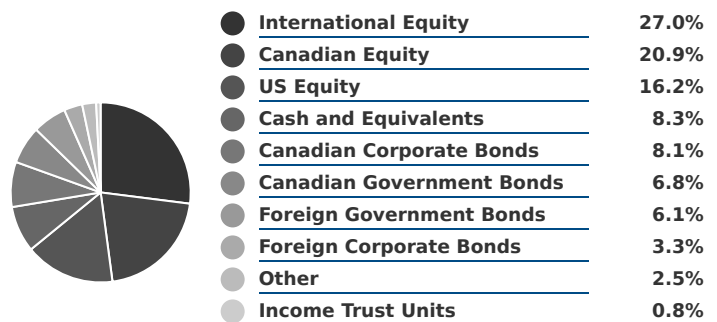 International Equity 27.0%
Canadian Equity 20.9%
US Equity 16.2%
Cash and Equivalents 8.3%
Canadian Corporate Bonds 8.1%
Canadian Government Bonds 6.8%
Foreign Government Bonds 6.1%
Foreign Corporate Bonds 3.3%
Other 2.5%
Income Trust Units 0.8%